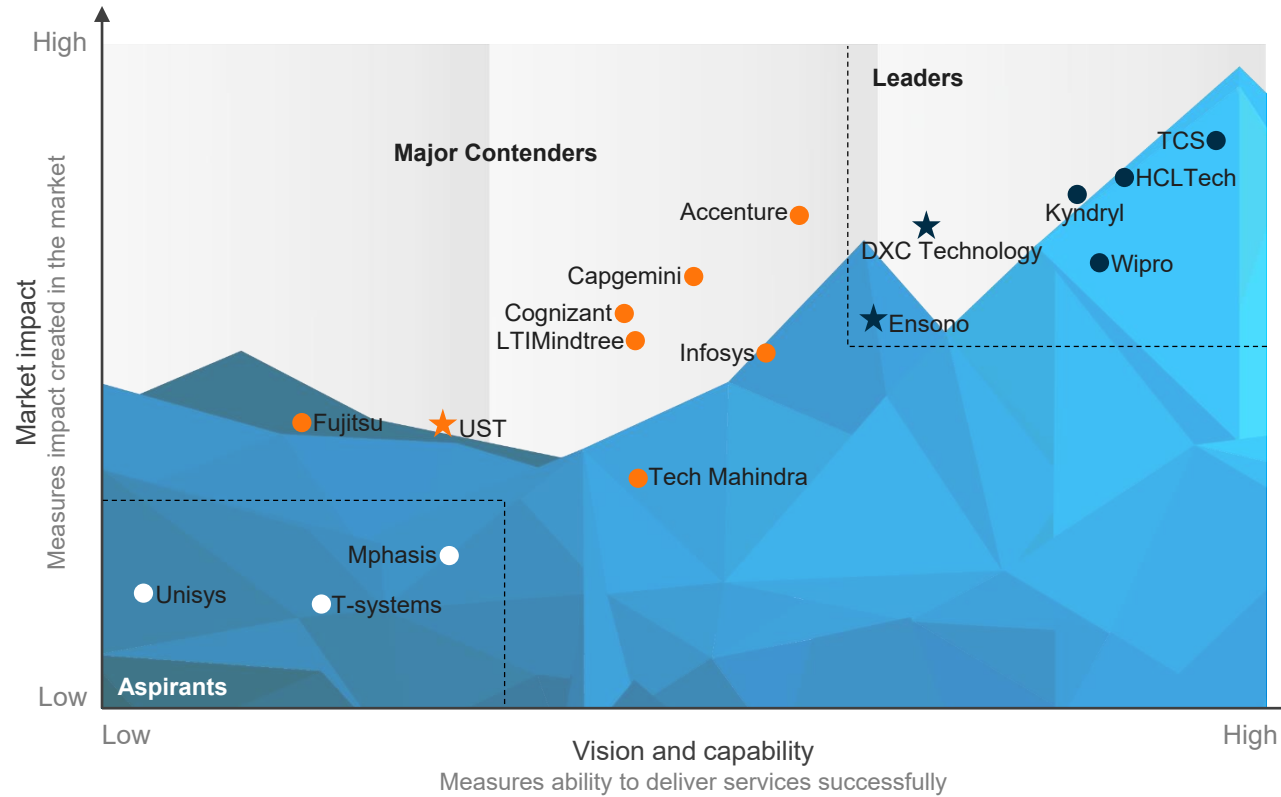 High
Leaders
TCS
Major Contenders
HCLTech
Accenture
Kyndryl
DXC Technology
Wipro
Capgemini
Cognizant
Ensono
LTIMindtree
Infosys
Fujitsu
UST
Tech Mahindra
Mphasis
Unisys
T-systems
Aspirants
Low
Market impact
Measures impact created in the market
Low
High
Vision and capability
Measures ability to deliver services successfully